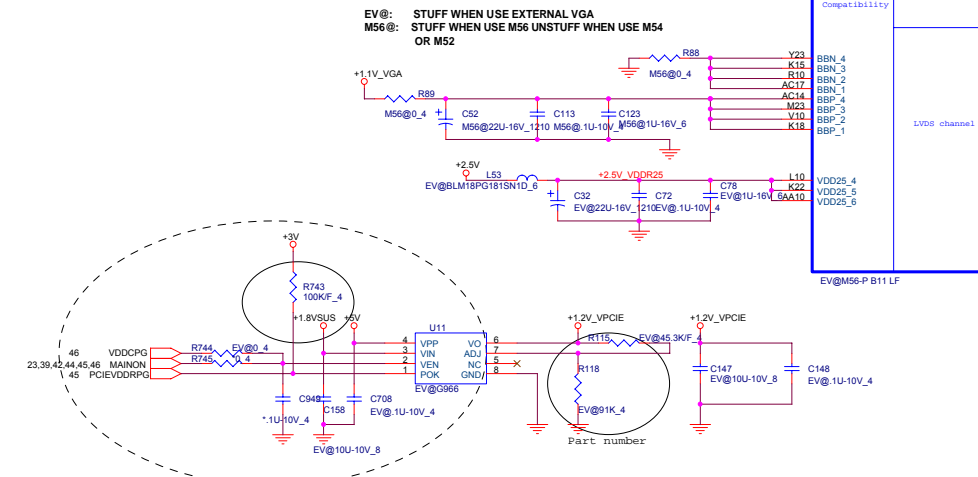 Compatibility
EV@: STUFF WHEN USE EXTERNAL VGA
M56@: STUFF WHEN USE M56 UNSTUFF WHEN USE M54
OR M52
R88
M56@0_4
Y23 BBN_4
K15 BBN_3
R10 BBN_2
AC17 BBN_1
AC14 BBP_4
M23 BBP_3
V10 BBP_2
K18 BBP_1
+1.1V_VGA
R89
M56@0_4
C52
M56@22U-16V_1210
C113
M56@.1U-10V_4
C123
M56@1U-16V_6
LVDS channel
+2.5V
L53
EV@BLM18PG181SN1D_6
+2.5V_VDDR25
C32
EV@22U-16V_1210
C72
EV@.1U-10V_4
C78
EV@1U-16V_6
L10 VDD25_4
K22 VDD25_5
AA10 VDD25_6
EV@M56-P B11 LF
+3V
R743
100K/F_4
+1.8VSUS
+5V
U11
4 VPP VO 6
3 VIN ADJ 7
2 VEN NC 5
1 POK GND 8
EV@G966
46 VDDCPG
R744 EV@0_4
23,39,42,44,45,46 MAINON
R745 0_4
45 PCIEVDDRPG
C949
*.1U-10V_4
C158
EV@10U-10V_8
C708
EV@.1U-10V_4
+1.2V_VPCIE
R115
EV@45.3K/F_4
R118
EV@91K_4
Part number
+1.2V_VPCIE
C147
EV@10U-10V_8
C148
EV@.1U-10V_4